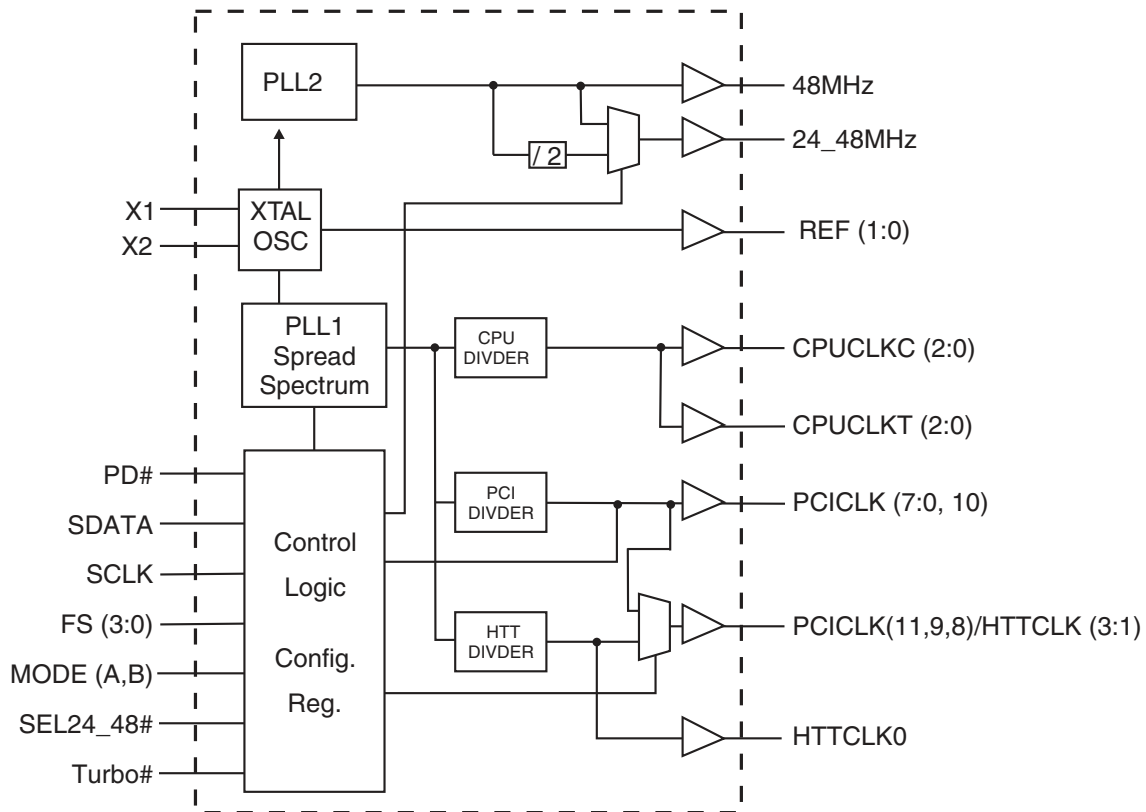 PLL2
48MHz
24_48MHz
/ 2
X1
X2
XTAL
OSC
REF (1:0)
PLL1
Spread
Spectrum
CPU
DIVDER
CPUCLKC (2:0)
CPUCLKT (2:0)
PD#
SDATA
SCLK
FS (3:0)
MODE (A,B)
SEL24_48#
Turbo#
Control
Logic
Config.
Reg.
PCI
DIVDER
PCICLK (7:0, 10)
HTT
DIVDER
PCICLK(11,9,8)/HTTCLK (3:1)
HTTCLK0